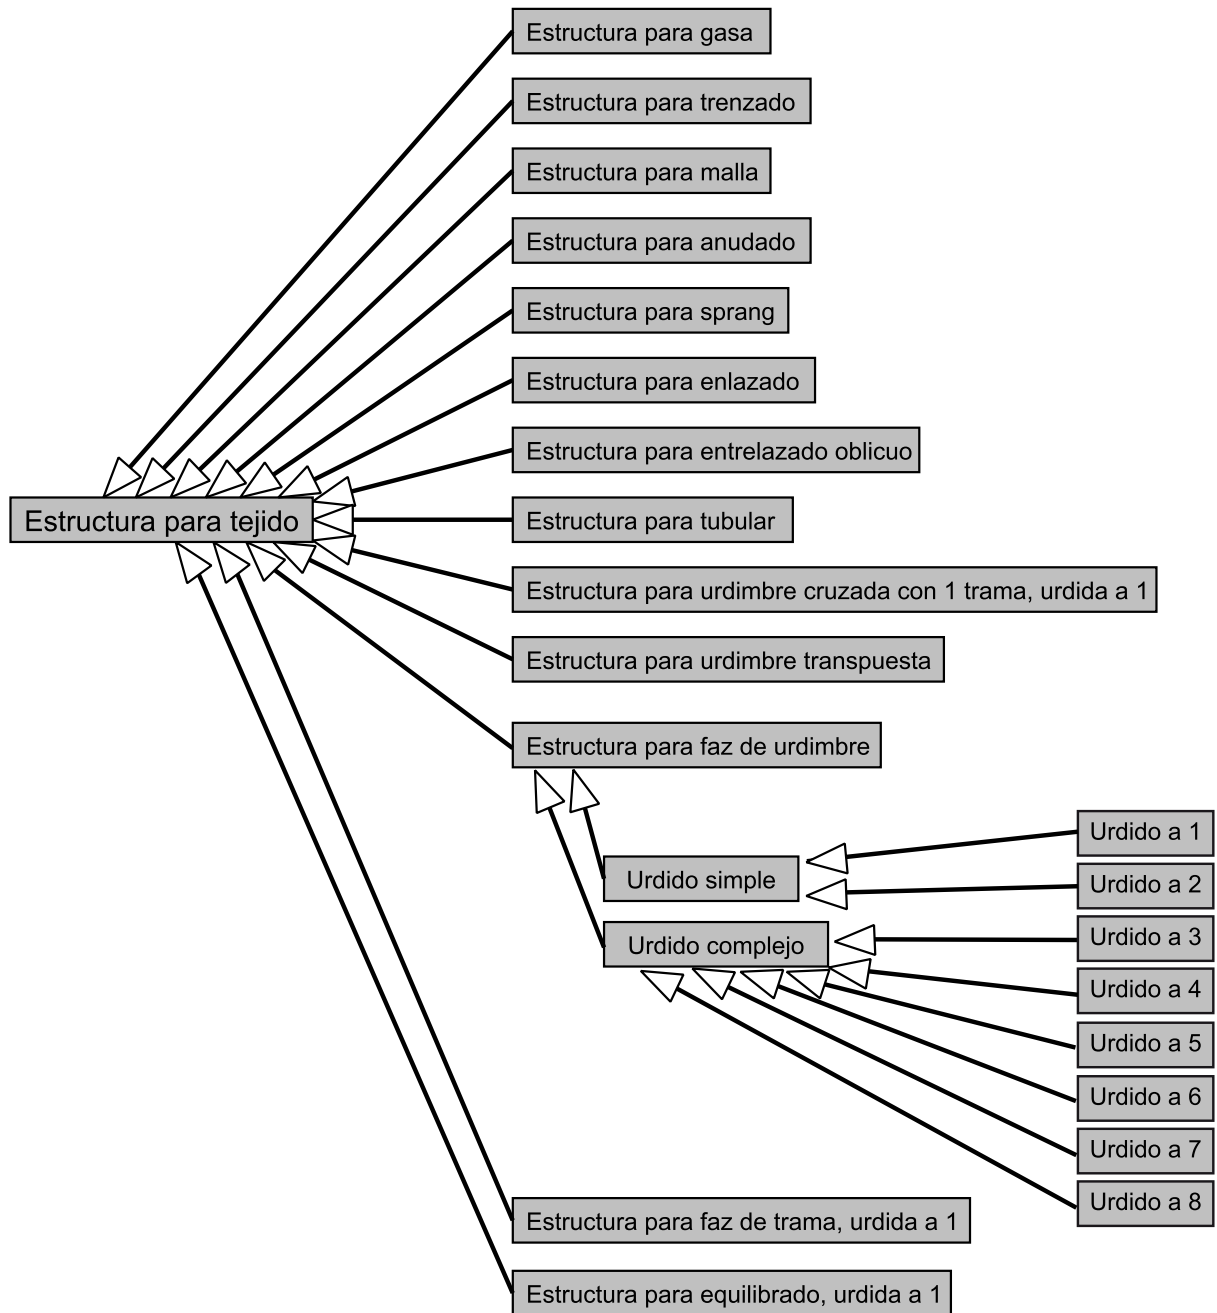 Estructura para gasa
Estructura para trenzado
Estructura para malla
Estructura para anudado
Estructura para sprang
Estructura para enlazado
Estructura para entrelazado oblicuo
Estructura para tejido
Estructura para tubular
Estructura para urdimbre cruzada con 1 trama, urdida a 1
Estructura para urdimbre transpuesta
Estructura para faz de urdimbre
Urdido simple
Urdido a 1
Urdido a 2
Urdido complejo
Urdido a 3
Urdido a 4
Urdido a 5
Urdido a 6
Urdido a 7
Urdido a 8
Estructura para faz de trama, urdida a 1
Estructura para equilibrado, urdida a 1